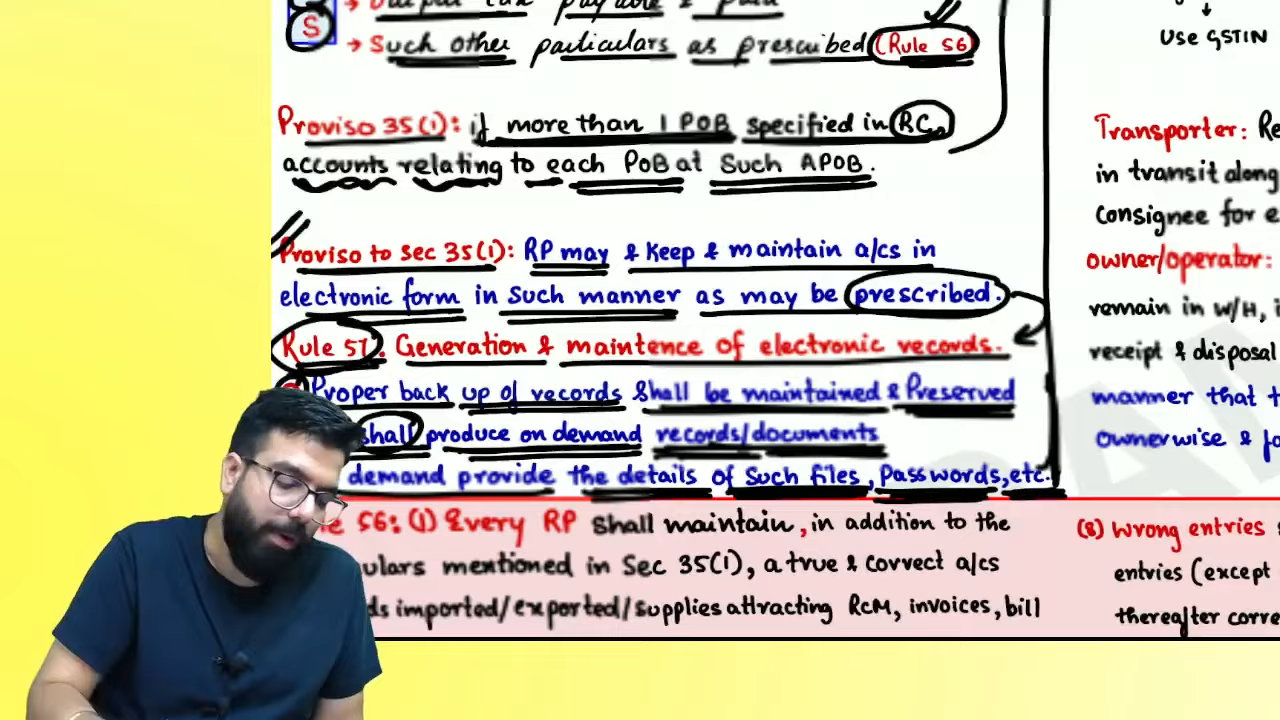 → Output tax payable & paid
S
→ Such other particulars as prescribed (Rule 56)
Proviso 35(1): if more than 1 POB specified in RC,
accounts relating to each PoB at Such APOB.
Proviso to Sec 35(1): RP may & Keep & maintain a/cs in
electronic form in Such manner as may be prescribed.
Rule 57. Generation & maintence of electronic records.
Proper back up of records & shall be maintained & Preserved
shall produce on demand records/documents
demand provide the details of Such files, Passwords, etc.
56: (1) Every RP Shall maintain, in addition to the
ulars mentioned in Sec 35(1), a true & correct a/cs
ds imported/exported/supplies attracting RCM, invoices, bill
↓
Use GSTIN
Transporter: Re
in transit along
Consignee for e
owner/operator:
remain in W/H, i
receipt & disposal
manner that t
ownerwise & fo
(8) Wrong entries
entries (except
thereafter corre